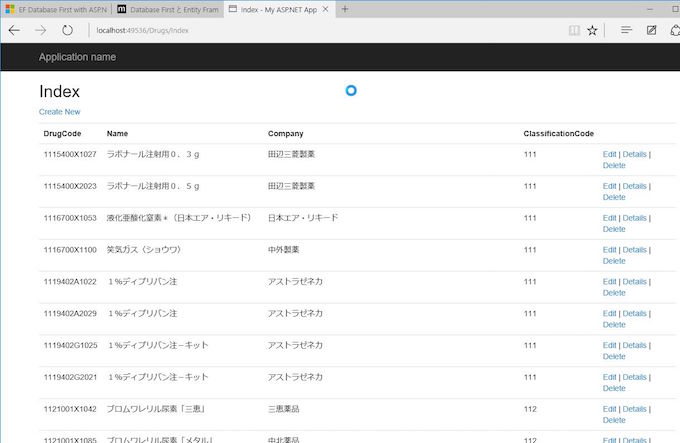 EF Database First with ASP.N
Database First と Entity Fram
Index - My ASP.NET App
localhost:49536/Drugs/Index
Application name
Index
Create New
DrugCode Name Company ClassificationCode
1115400X1027 ラボナール注射用０．３ｇ 田辺三菱製薬 111 Edit | Details |
Delete
1115400X2023 ラボナール注射用０．５ｇ 田辺三菱製薬 111 Edit | Details |
Delete
1116700X1053 液化亜酸化窒素＊（日本エア・リキード） 日本エア・リキード 111 Edit | Details |
Delete
1116700X1100 笑気ガス（ショウワ） 中外製薬 111 Edit | Details |
Delete
1119402A1022 １％ディプリバン注 アストラゼネカ 111 Edit | Details |
Delete
1119402A2029 １％ディプリバン注 アストラゼネカ 111 Edit | Details |
Delete
1119402G1025 １％ディプリバン注－キット アストラゼネカ 111 Edit | Details |
Delete
1119402G2021 １％ディプリバン注－キット アストラゼネカ 111 Edit | Details |
Delete
1121001X1042 ブロムワレリル尿素「三恵」 三恵薬品 112 Edit | Details |
Delete
1121001X1085 ブロムワレリル尿素「メタル」 中北薬品 112 Edit | Details |